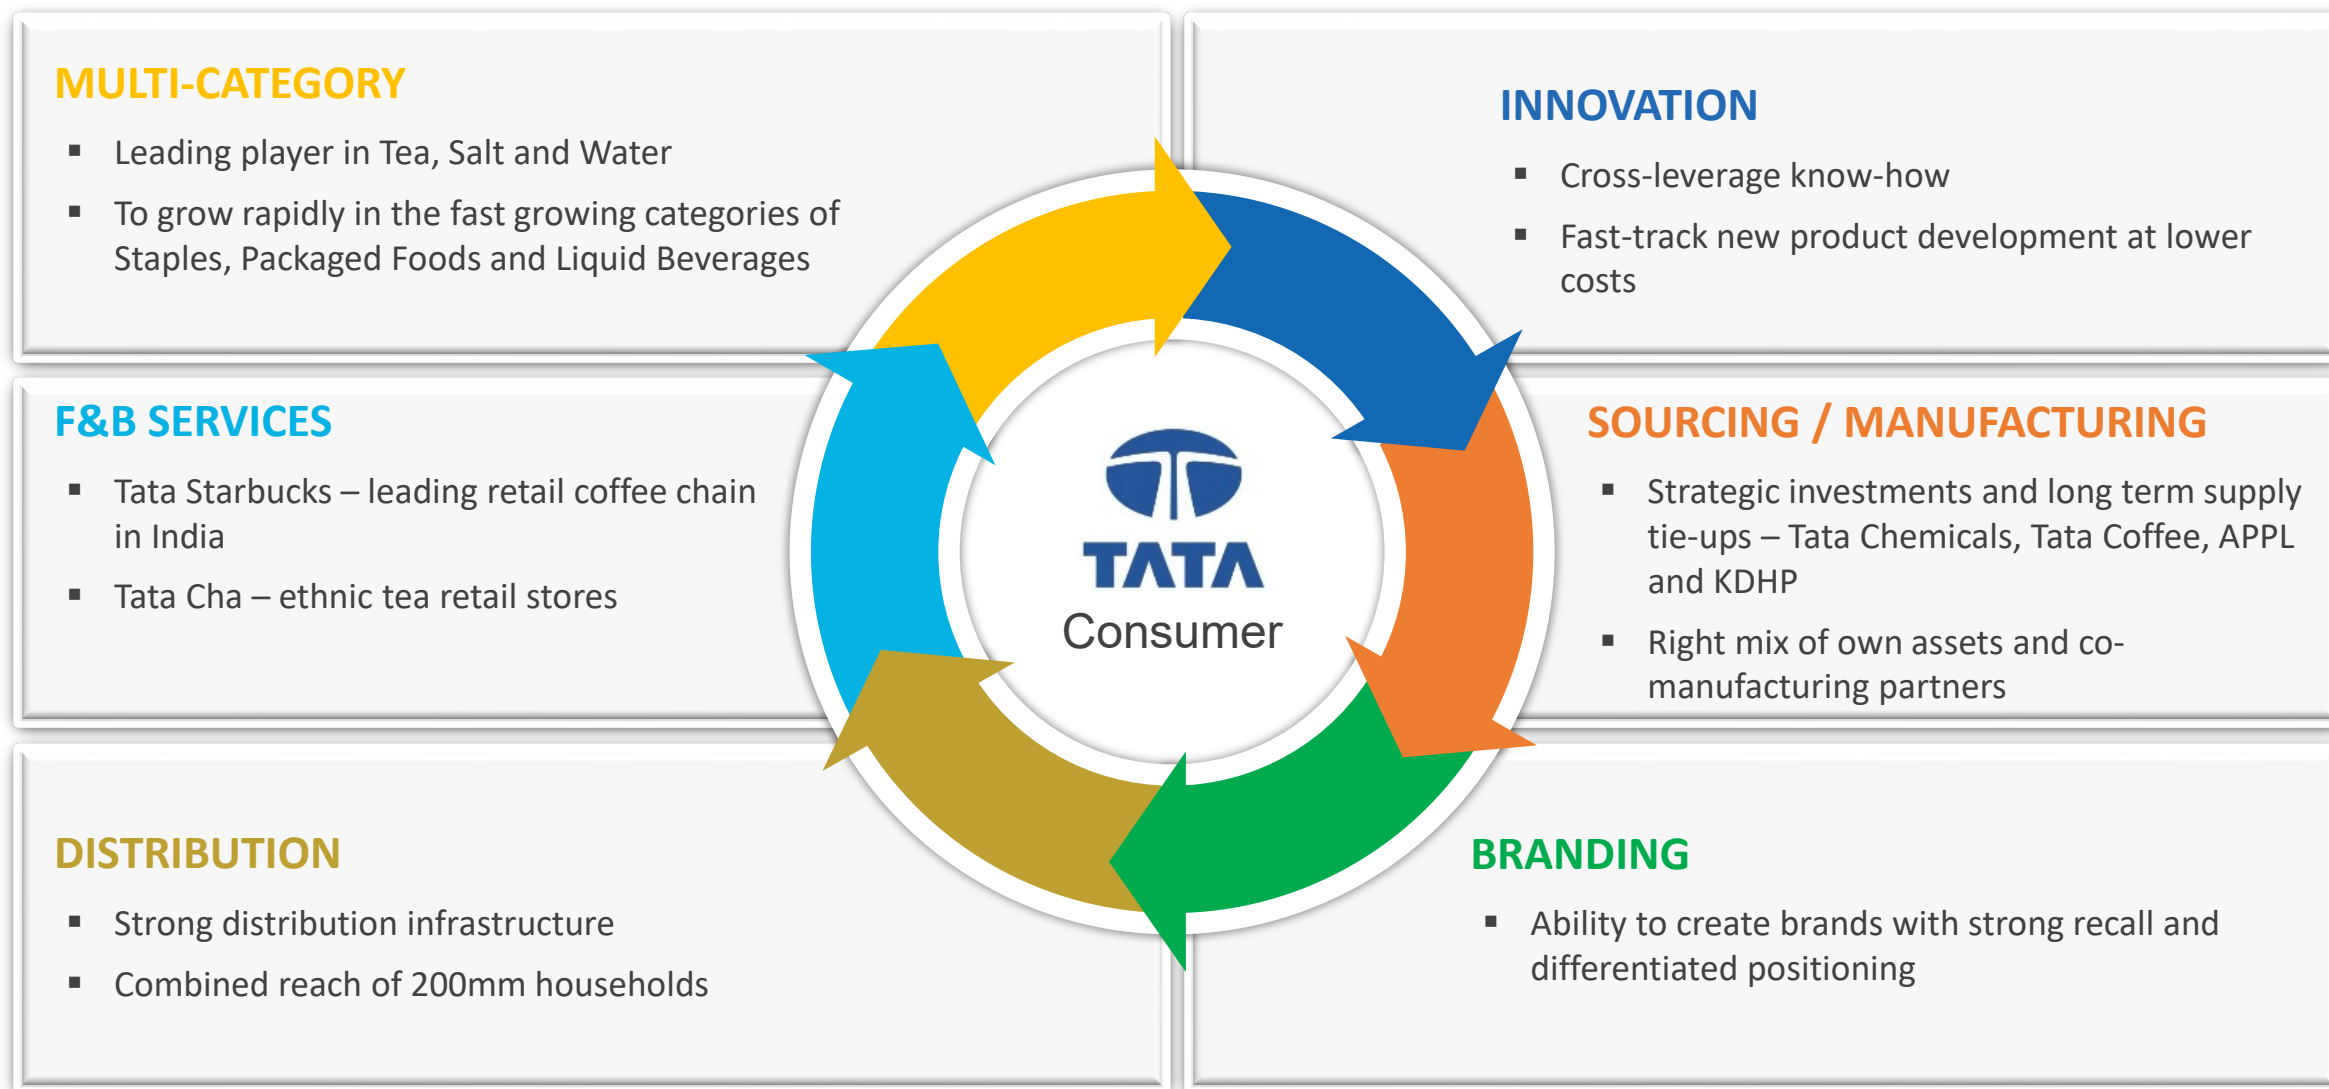 MULTI-CATEGORY
▪ Leading player in Tea, Salt and Water
▪ To grow rapidly in the fast growing categories of
Staples, Packaged Foods and Liquid Beverages
INNOVATION
▪ Cross-leverage know-how
▪ Fast-track new product development at lower
costs
F&B SERVICES
▪ Tata Starbucks – leading retail coffee chain
in India
▪ Tata Cha – ethnic tea retail stores
TATA
Consumer
SOURCING / MANUFACTURING
▪ Strategic investments and long term supply
tie-ups – Tata Chemicals, Tata Coffee, APPL
and KDHP
▪ Right mix of own assets and co-
manufacturing partners
DISTRIBUTION
▪ Strong distribution infrastructure
▪ Combined reach of 200mm households
BRANDING
▪ Ability to create brands with strong recall and
differentiated positioning